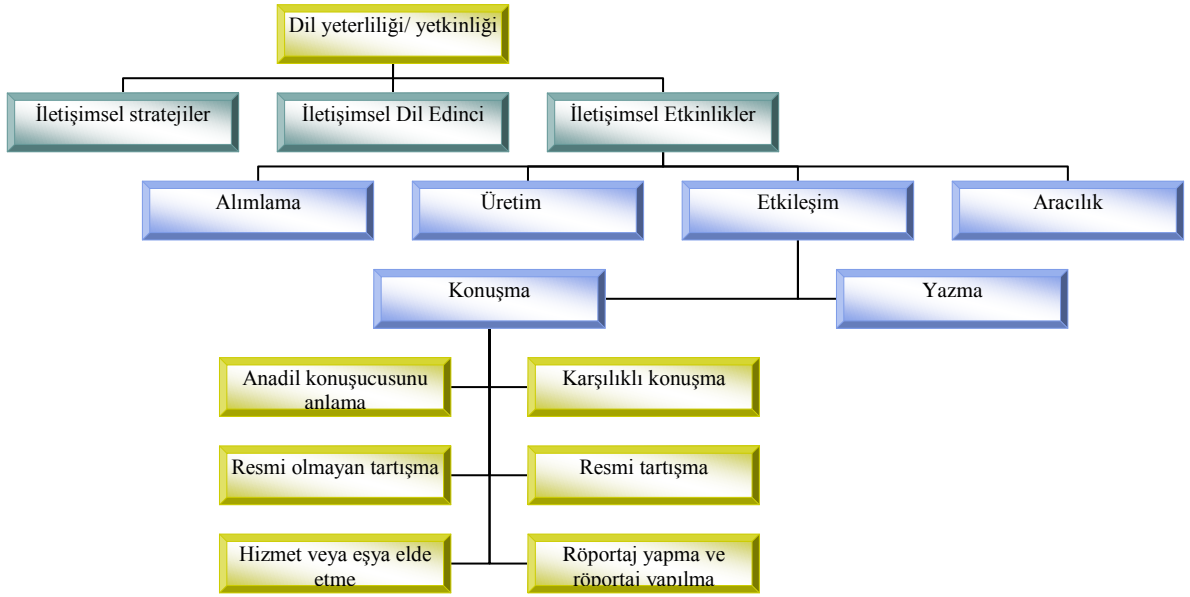 Dil yeterliliği/ yetkinliği
İletişimsel stratejiler
İletişimsel Dil Edinci
İletişimsel Etkinlikler
Alımlama
Üretim
Etkileşim
Aracılık
Konuşma
Yazma
Anadil konuşucusunu
anlama
Karşılıklı konuşma
Resmi olmayan tartışma
Resmi tartışma
Hizmet veya eşya elde
etme
Röportaj yapma ve
röportaj yapılma